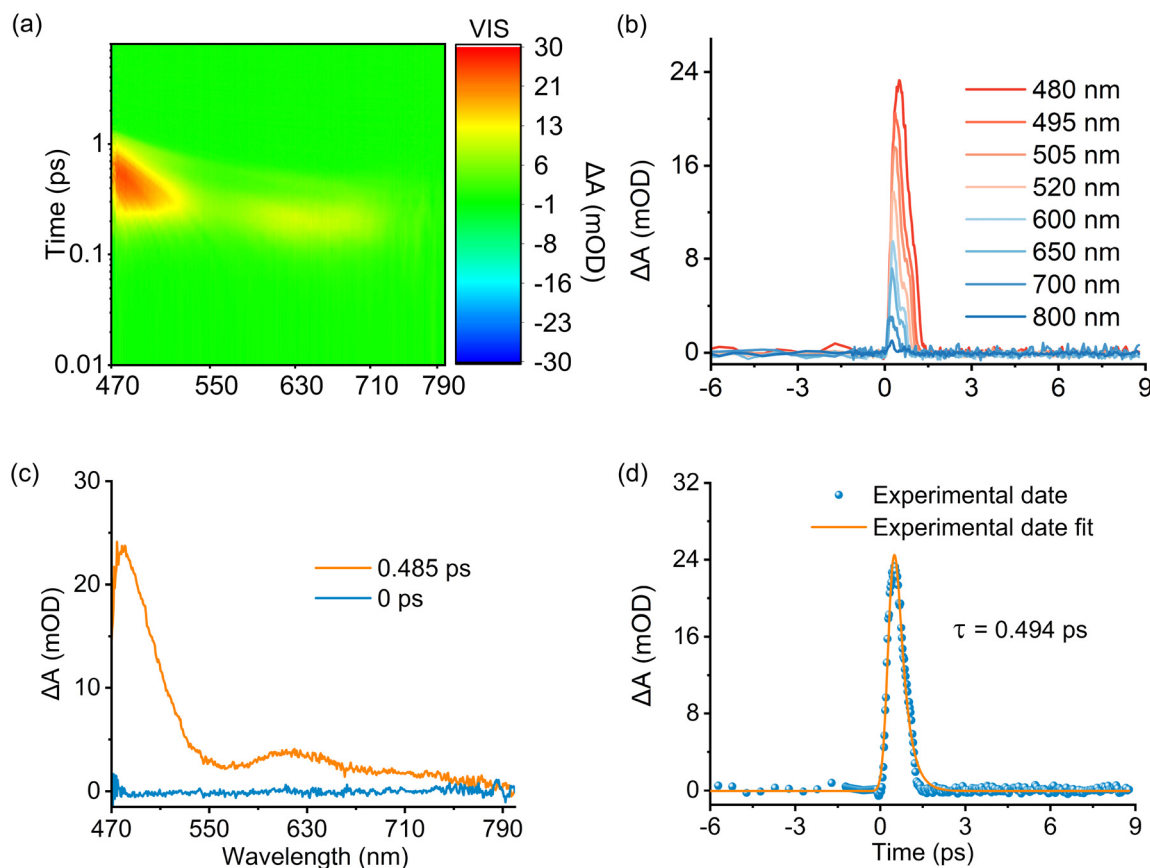 (a)
VIS
30
21
13
6
-1
-8
-16
-23
-30
ΔA (mOD)
Time (ps)
1
0.1
0.01
470 550 630 710 790
(b)
24
16
8
0
ΔA (mOD)
480 nm
495 nm
505 nm
520 nm
600 nm
650 nm
700 nm
800 nm
-6 -3 0 3 6 9
(c)
30
20
10
0
ΔA (mOD)
0.485 ps
0 ps
470 550 630 710 790
Wavelength (nm)
(d)
32
24
16
8
0
ΔA (mOD)
Experimental date
Experimental date fit
τ = 0.494 ps
-6 -3 0 3 6 9
Time (ps)